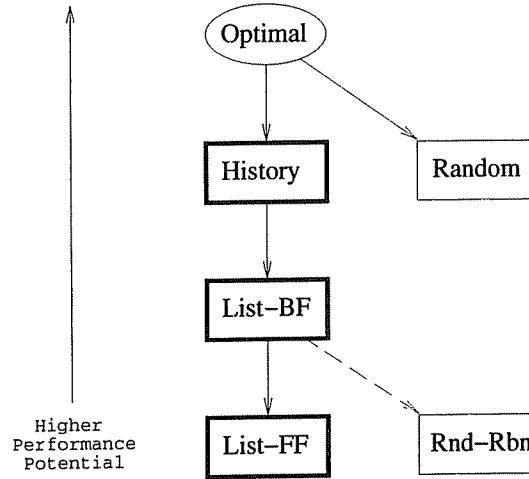 Optimal
History
Random
List–BF
Higher
Performance
Potential
List–FF
Rnd–Rbn